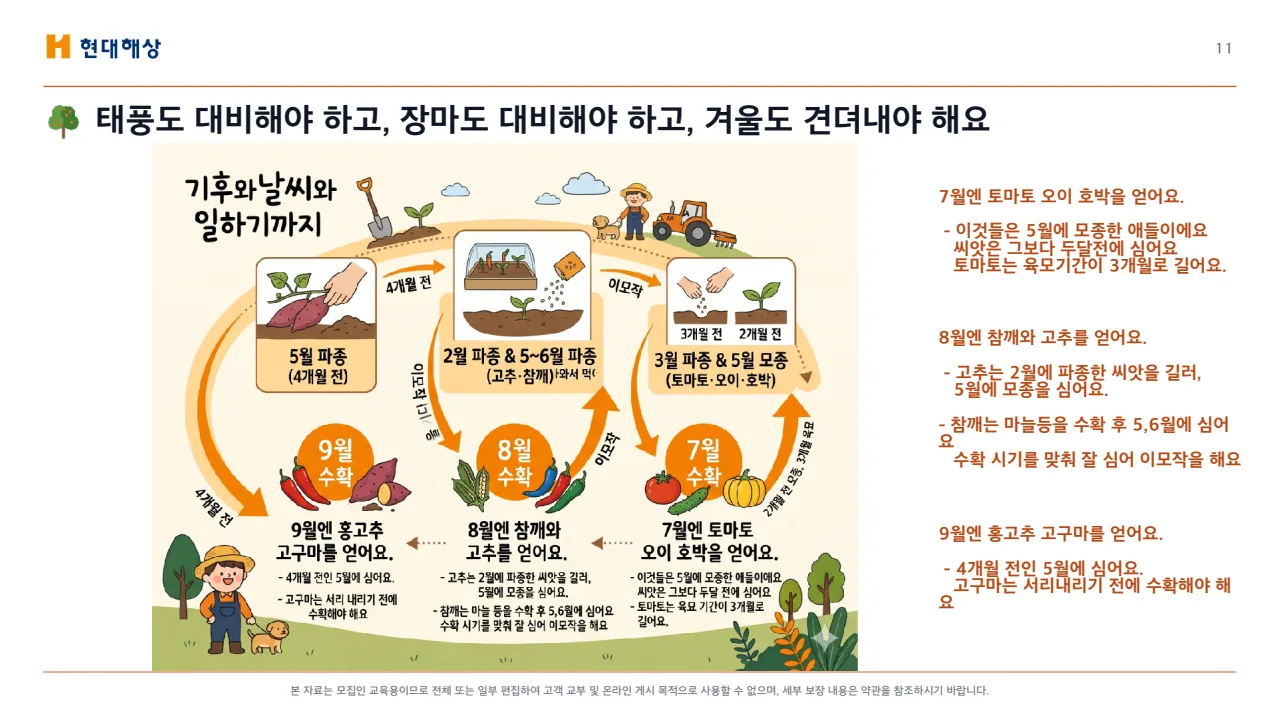 현대해상
11
태풍도 대비해야 하고, 장마도 대비해야 하고, 겨울도 견뎌내야 해요
기후와날씨와
일하기까지
4개월 전
이모작
3개월 전
2개월 전
5월 파종
(4개월 전)
2월 파종 & 5~6월 파종
(고추·참깨)
3월 파종 & 5월 모종
(토마토·오이·호박)
이모작
이모작
2개월 전 모종, 3개월 육묘
4개월 전
9월
수확
8월
수확
7월
수확
9월엔 홍고추
고구마를 얻어요.
- 4개월 전인 5월에 심어요.
- 고구마는 서리 내리기 전에
수확해야 해요
8월엔 참깨와
고추를 얻어요.
- 고추는 2월에 파종한 씨앗을 길러,
5월에 모종을 심어요.
- 참깨는 마늘 등을 수확 후 5,6월에 심어요
수확 시기를 맞춰 잘 심어 이모작을 해요
7월엔 토마토
오이 호박을 얻어요.
- 이것들은 5월에 모종한 애들이애요
씨앗은 그보다 두달 전에 심어요
- 토마토는 육묘 기간이 3개월로
길어요.
7월엔 토마토 오이 호박을 얻어요.
- 이것들은 5월에 모종한 애들이에요
씨앗은 그보다 두달전에 심어요
토마토는 육모기간이 3개월로 길어요.
8월엔 참깨와 고추를 얻어요.
- 고추는 2월에 파종한 씨앗을 길러,
5월에 모종을 심어요.
- 참깨는 마늘등을 수확 후 5,6월에 심어
요
수확 시기를 맞춰 잘 심어 이모작을 해요
9월엔 홍고추 고구마를 얻어요.
- 4개월 전인 5월에 심어요.
고구마는 서리내리기 전에 수확해야 해
요
본 자료는 모집인 교육용이므로 전체 또는 일부 편집하여 고객 교부 및 온라인 게시 목적으로 사용할 수 없으며, 세부 보장 내용은 약관을 참조하시기 바랍니다.